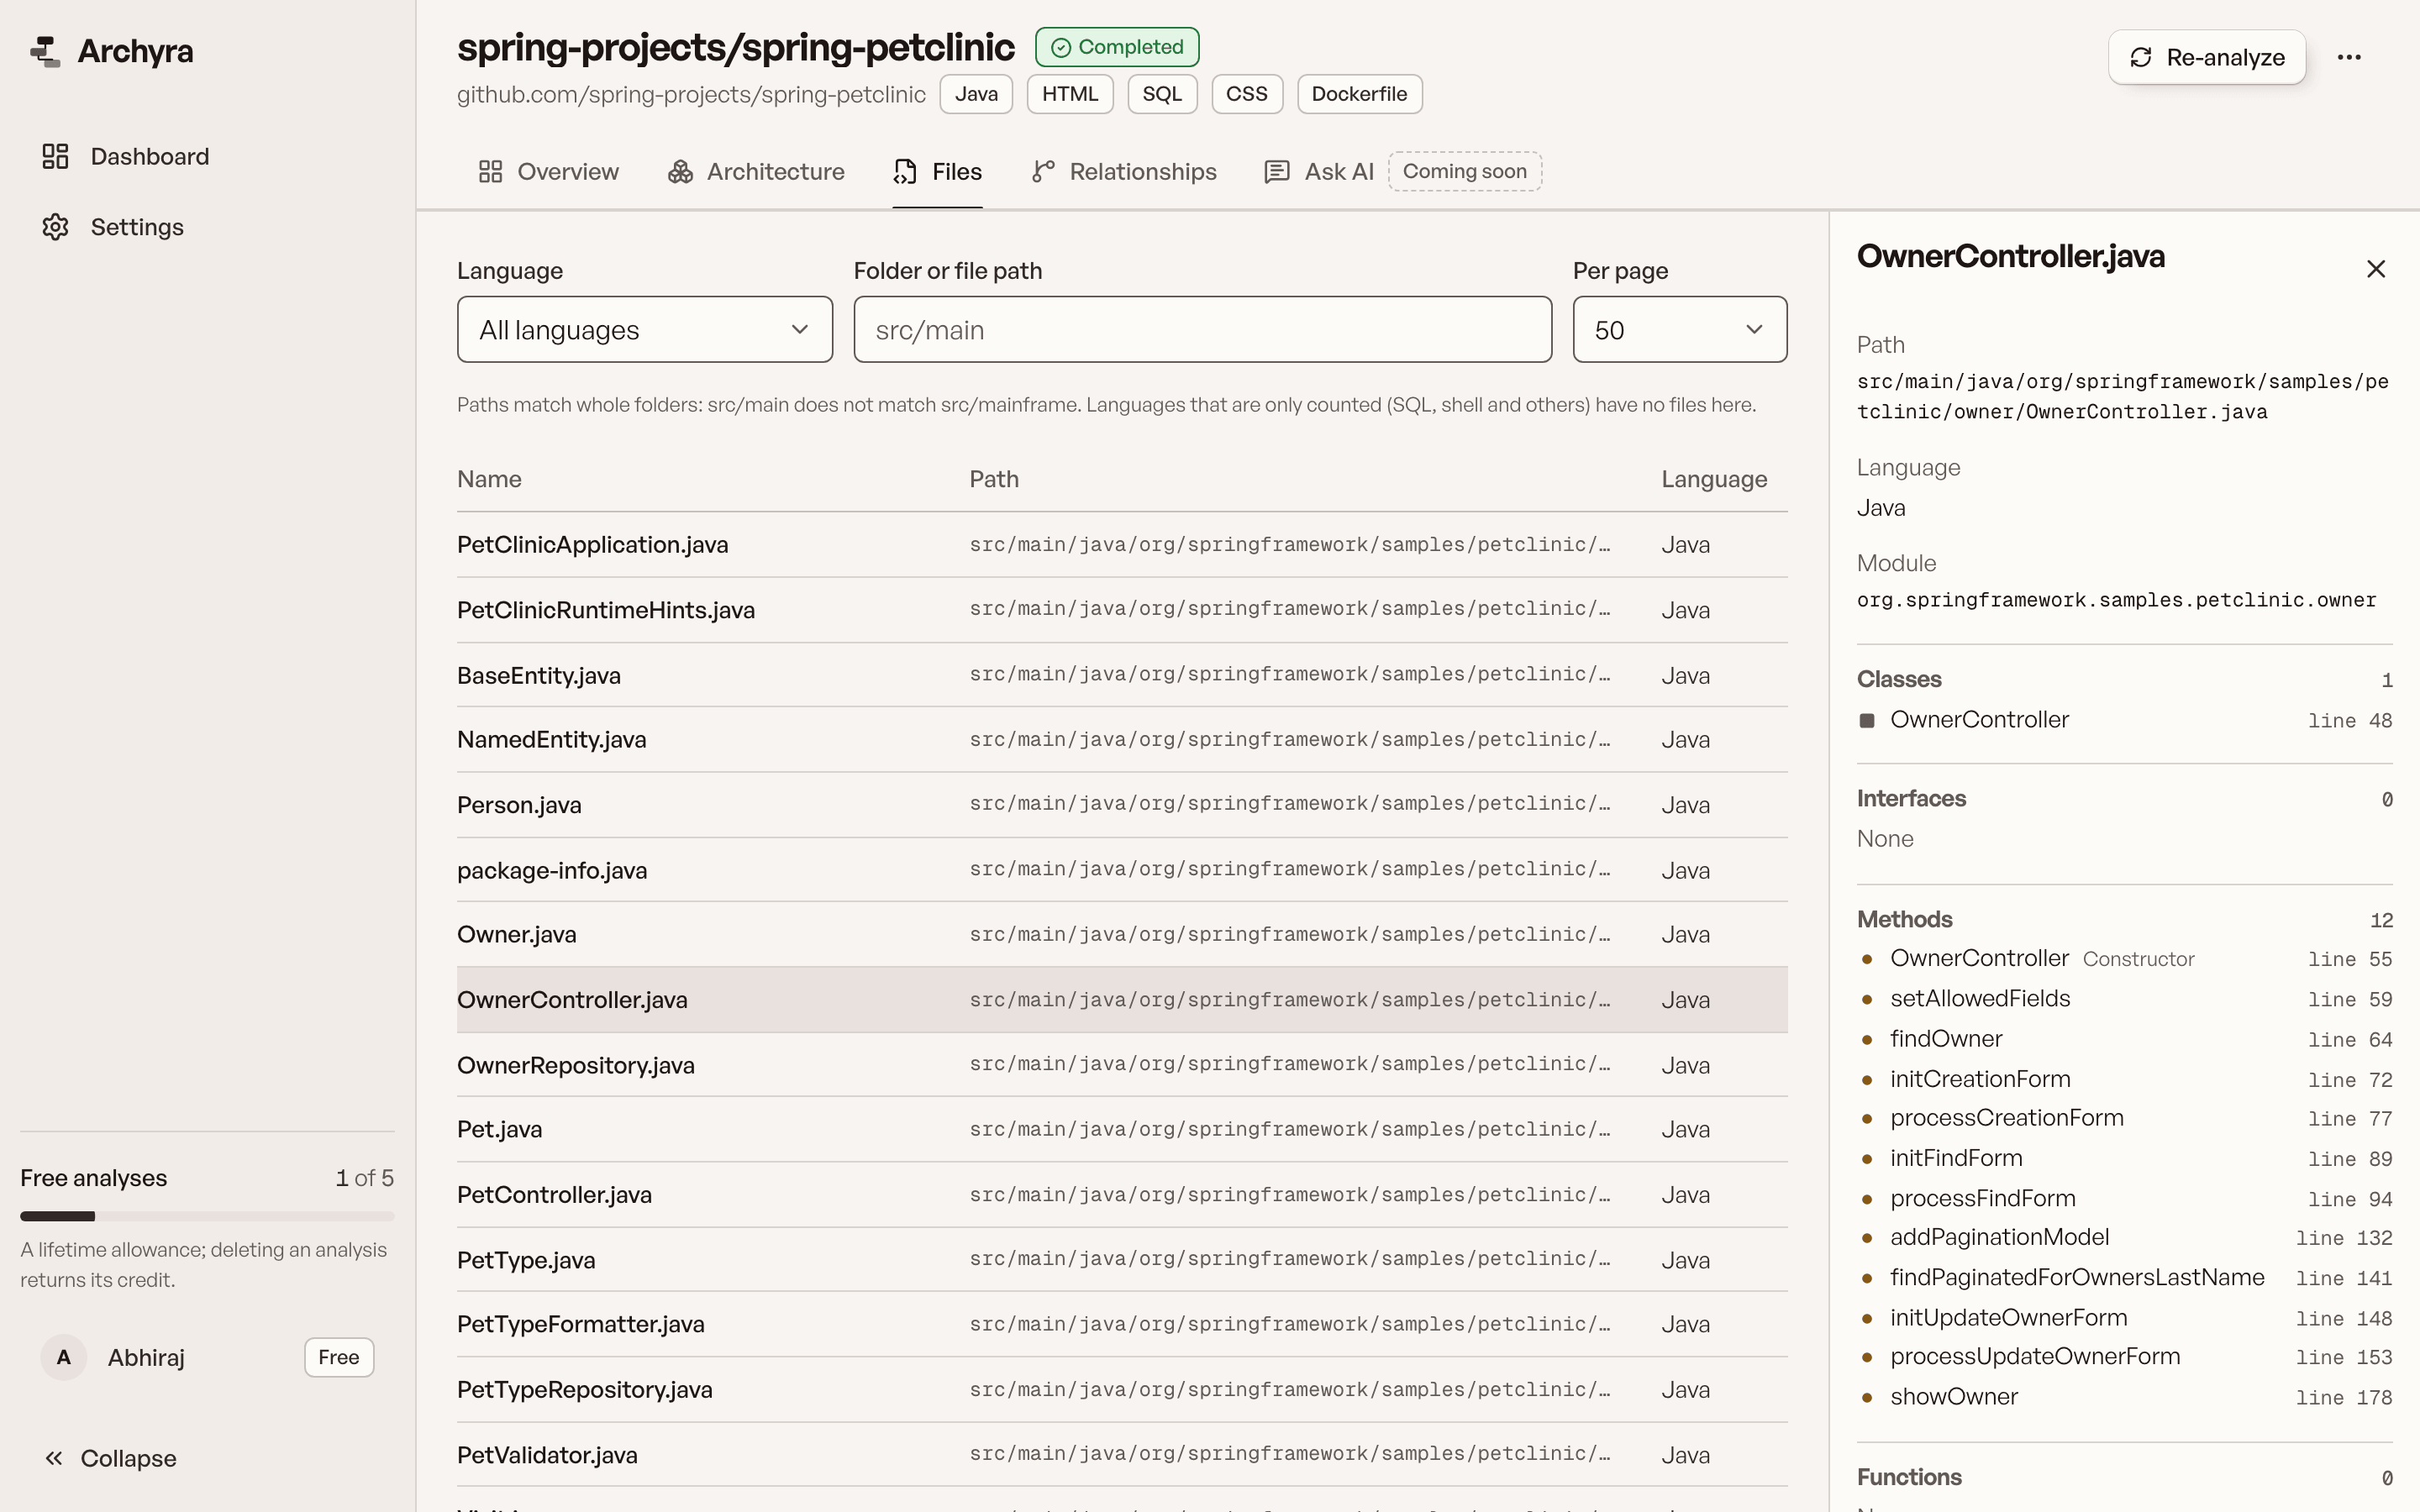 Archyra
Dashboard
Settings
Free analyses 1 of 5
A lifetime allowance; deleting an analysis
returns its credit.
A Abhiraj Free
Collapse
spring-projects/spring-petclinic Completed
github.com/spring-projects/spring-petclinic Java HTML SQL CSS Dockerfile
Re-analyze
Overview Architecture Files Relationships Ask AI Coming soon
Language Folder or file path Per page
All languages src/main 50
Paths match whole folders: src/main does not match src/mainframe. Languages that are only counted (SQL, shell and others) have no files here.
Name Path Language
PetClinicApplication.java src/main/java/org/springframework/samples/petclinic/… Java
PetClinicRuntimeHints.java src/main/java/org/springframework/samples/petclinic/… Java
BaseEntity.java src/main/java/org/springframework/samples/petclinic/… Java
NamedEntity.java src/main/java/org/springframework/samples/petclinic/… Java
Person.java src/main/java/org/springframework/samples/petclinic/… Java
package-info.java src/main/java/org/springframework/samples/petclinic/… Java
Owner.java src/main/java/org/springframework/samples/petclinic/… Java
OwnerController.java src/main/java/org/springframework/samples/petclinic/… Java
OwnerRepository.java src/main/java/org/springframework/samples/petclinic/… Java
Pet.java src/main/java/org/springframework/samples/petclinic/… Java
PetController.java src/main/java/org/springframework/samples/petclinic/… Java
PetType.java src/main/java/org/springframework/samples/petclinic/… Java
PetTypeFormatter.java src/main/java/org/springframework/samples/petclinic/… Java
PetTypeRepository.java src/main/java/org/springframework/samples/petclinic/… Java
PetValidator.java src/main/java/org/springframework/samples/petclinic/… Java
OwnerController.java
Path
src/main/java/org/springframework/samples/pe
tclinic/owner/OwnerController.java
Language
Java
Module
org.springframework.samples.petclinic.owner
Classes 1
OwnerController line 48
Interfaces 0
None
Methods 12
OwnerController Constructor line 55
setAllowedFields line 59
findOwner line 64
initCreationForm line 72
processCreationForm line 77
initFindForm line 89
processFindForm line 94
addPaginationModel line 132
findPaginatedForOwnersLastName line 141
initUpdateOwnerForm line 148
processUpdateOwnerForm line 153
showOwner line 178
Functions 0